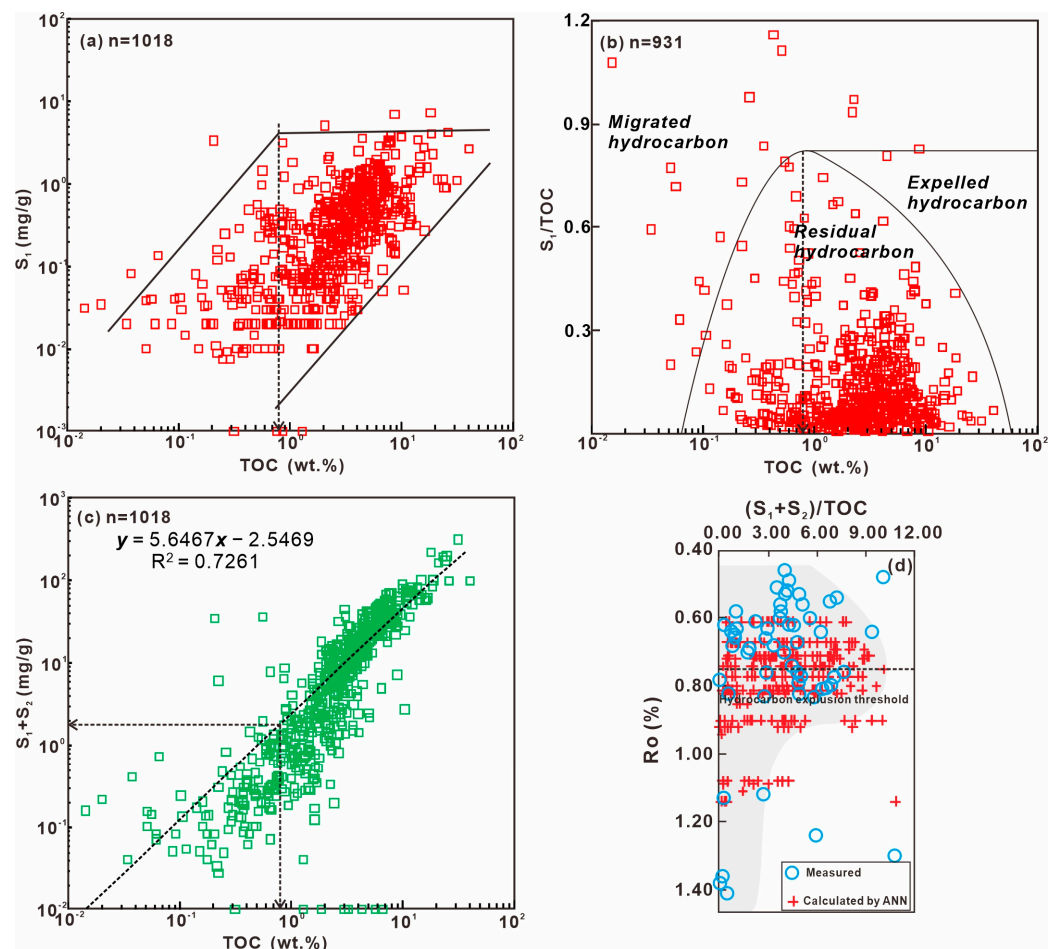 (a) n=1018
10²
10¹
10⁰
10⁻¹
10⁻²
10⁻³
S₁ (mg/g)
10⁻² 10⁻¹ 10⁰ 10¹ 10²
TOC (wt.%)
(b) n=931
1.2
0.9
0.6
0.3
S₁/TOC
Migrated
hydrocarbon
Expelled
hydrocarbon
Residual
hydrocarbon
10⁻² 10⁻¹ 10⁰ 10¹ 10²
TOC (wt.%)
(c) n=1018
y = 5.6467x − 2.5469
R² = 0.7261
10³
10²
10¹
10⁰
10⁻¹
10⁻²
S₁+S₂ (mg/g)
10⁻² 10⁻¹ 10⁰ 10¹ 10²
TOC (wt.%)
(S₁+S₂)/TOC
0.00 3.00 6.00 9.00 12.00
(d)
0.40
0.60
0.80
1.00
1.20
1.40
Ro (%)
Hydrocarbon expulsion threshold
Measured
Calculated by ANN